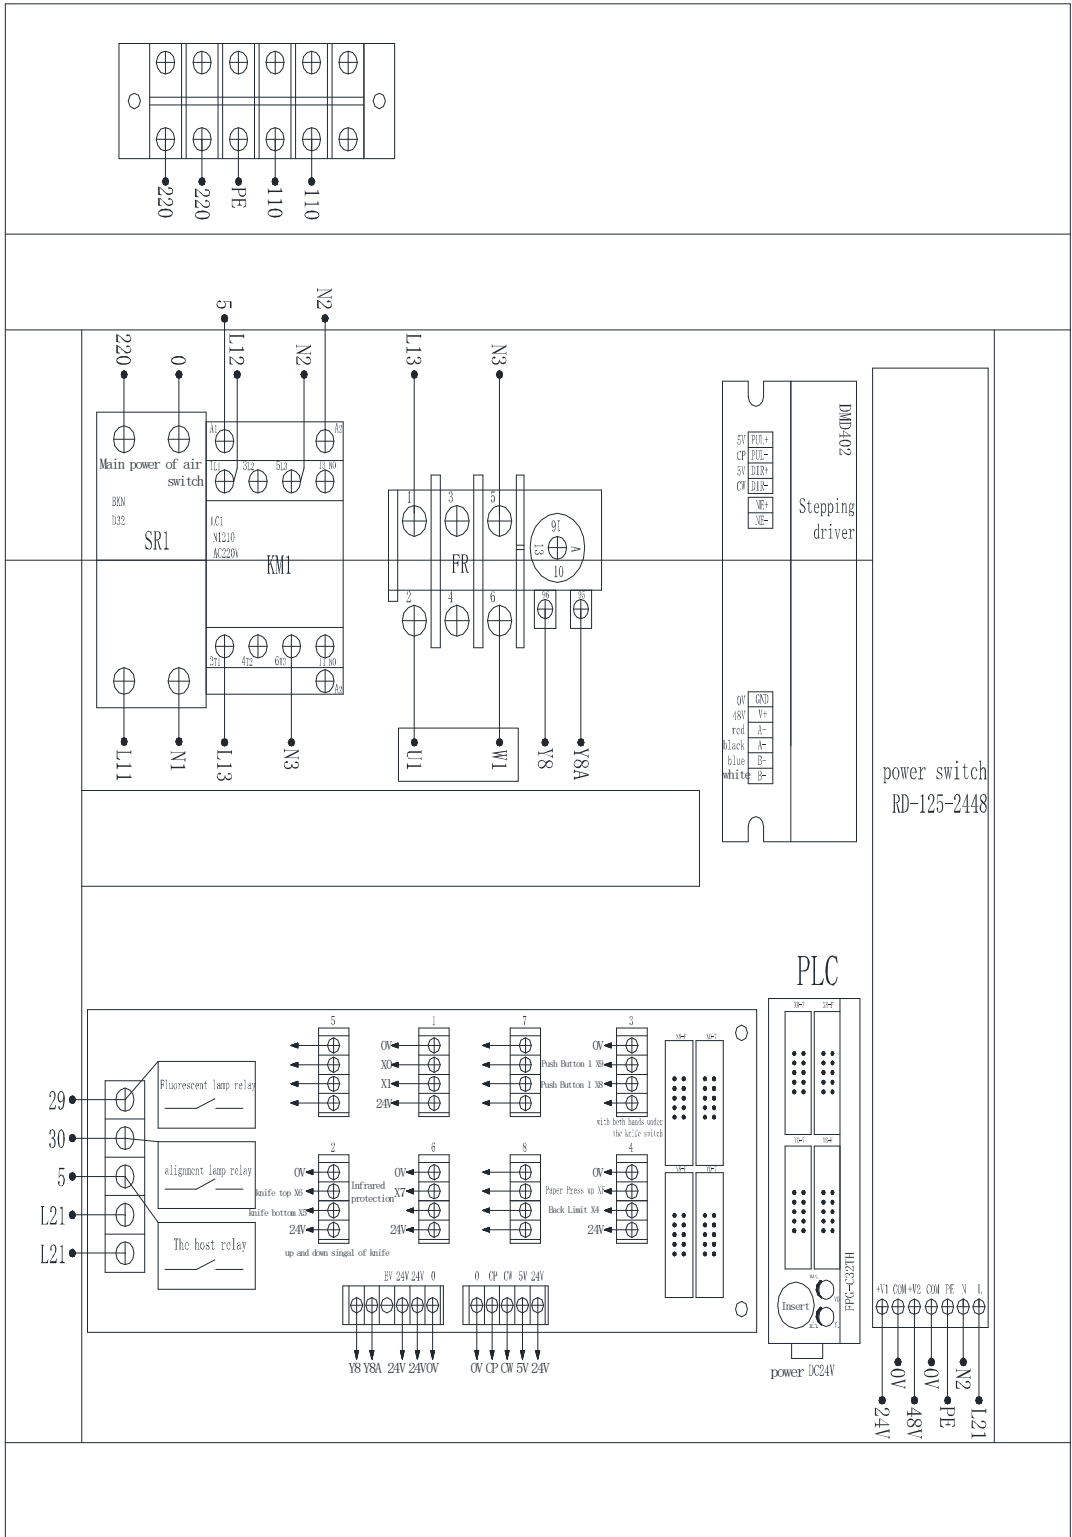 220
220
PE
110
110
5
N2
220
0
L12
N2
L13
N3
A1
A2
1L1
3L2
5L3
13 NO
Main power of air
switch
BKN
D32
SR1
LC1
N1210
AC220V
KM1
2T1
4T2
6T3
14 NO
A2
L11
N1
L13
N3
1
3
5
FR
16
13
A
10
2
4
6
96
95
U1
W1
Y8
Y8A
DMD402
5V PUL+
CP PUL-
5V DIR+
CW DIR-
Stepping
driver
0V GND
48V V+
red A-
black A-
blue B-
white B-
power switch
RD-125-2448
PLC
29
30
5
L21
L21
Fluorescent lamp relay
alignment lamp relay
The host relay
5
1
0V
X0
X1
24V
7
3
0V
Push Button 1 X9
Push Button 1 X8
with both hands under
the knife switch
2
0V
knife top X6
knife bottom X5
24V
Infrared
protection
up and down singal of knife
6
0V
X7
24V
8
4
0V
Paper Press up
Back Limit X4
24V
24V 24V 0
Y8 Y8A 24V 24V 0V
0 CP CW 5V 24V
0V CP CW 5V 24V
Insert
FPG-C32TH
power DC24V
+V1 COM +V2 COM PE N L
24V
0V
48V
0V
PE
N2
L21